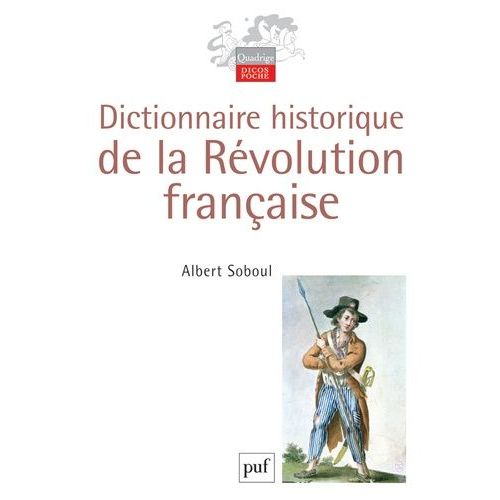 Quadrige
DICOS
POCHE
Dictionnaire historique
de la Révolution
française
Albert Soboul
puf